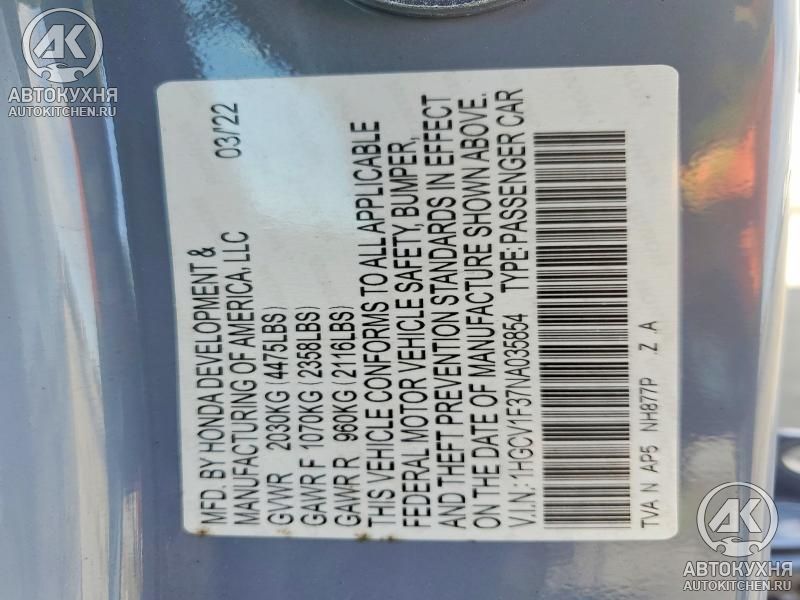 MFD. BY HONDA DEVELOPMENT & 03/'22
MANUFACTURING OF AMERICA, LLC
GVWR 2030KG (4475LBS)
GAWR F 1070KG (2358LBS)
GAWR R 960KG (2116LBS)
THIS VEHICLE CONFORMS TO ALL APPLICABLE
FEDERAL MOTOR VEHICLE SAFETY, BUMPER,
AND THEFT PREVENTION STANDARDS IN EFFECT
ON THE DATE OF MANUFACTURE SHOWN ABOVE.
V.I.N.: 1HGCV1F37NA035854 TYPE: PASSENGER CAR
TVA N AP5 NH877P .Z A
АК
АВТОКУХНЯ
AUTOKITCHEN.RU
АК
АВТОКУХНЯ
AUTOKITCHEN.RU